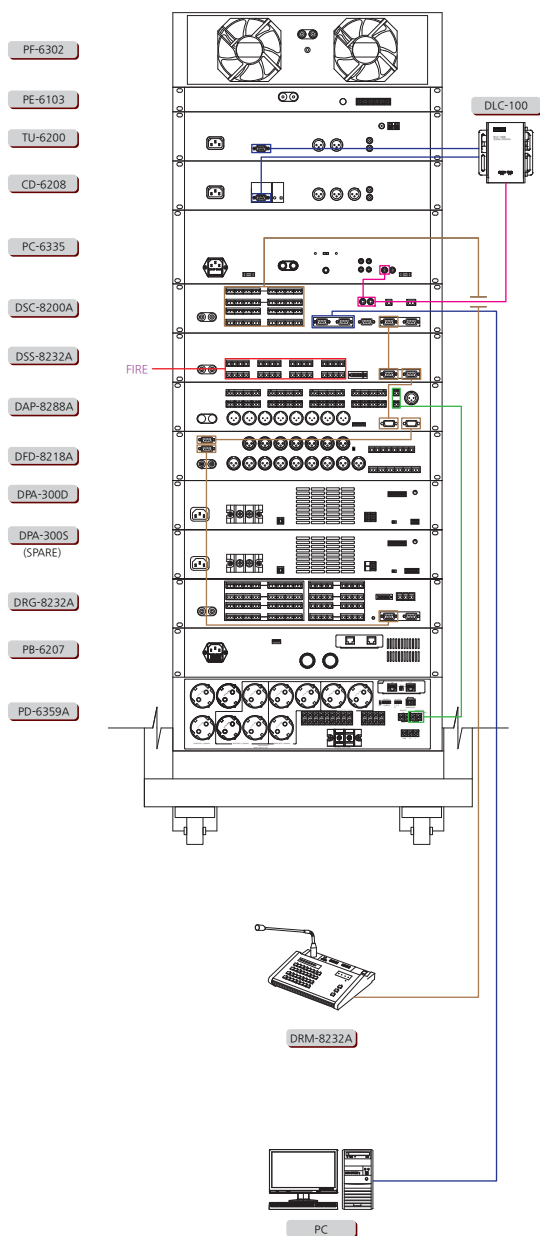 PF-6302
PE-6103
DLC-100
TU-6200
CD-6208
PC-6335
DSC-8200A
DSS-8232A
FIRE
DAP-8288A
DFD-8218A
DPA-300D
DPA-300S
(SPARE)
DRG-8232A
PB-6207
PD-6359A
DRM-8232A
PC